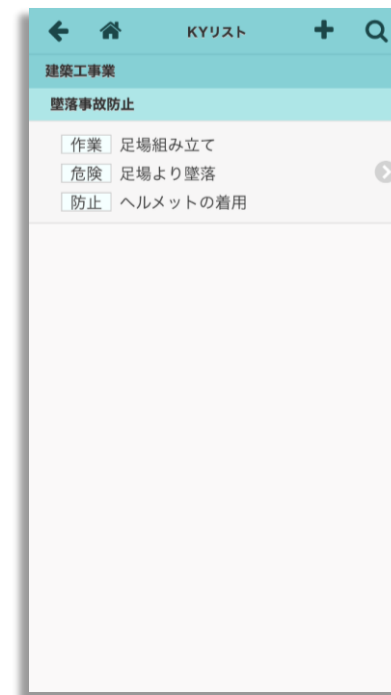 KYリスト
建築工事業
墜落事故防止
作業 足場組み立て
危険 足場より墜落
防止 ヘルメットの着用